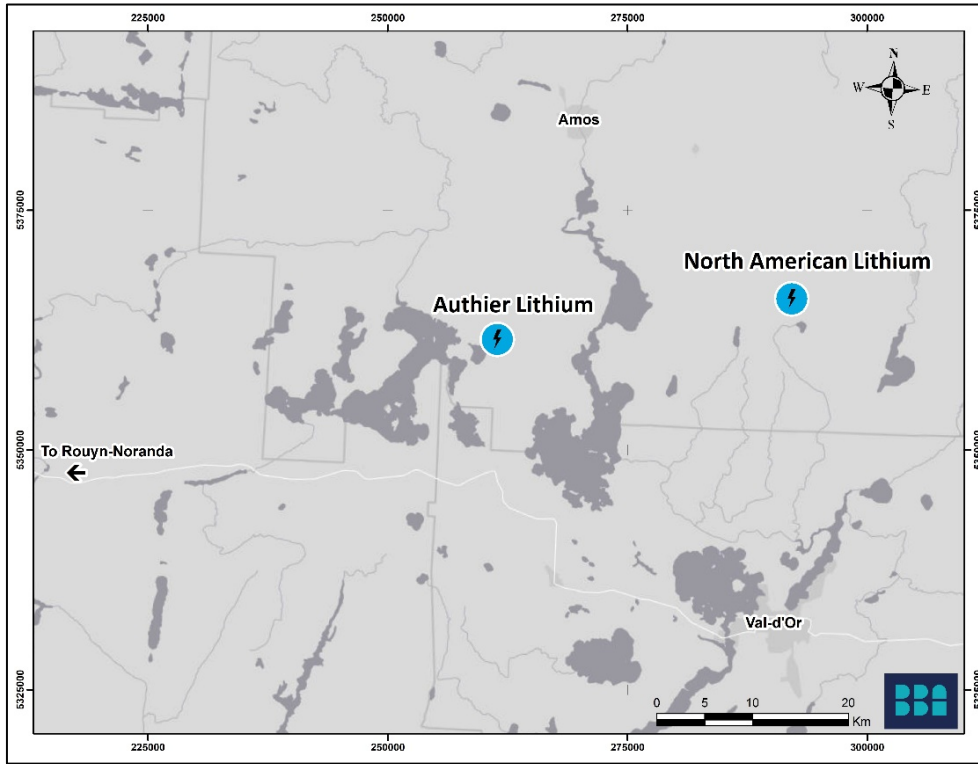 225000 250000 275000 300000
N
W E
S
Amos
5375000 5375000
North American Lithium
Authier Lithium
5350000 5350000
To Rouyn-Noranda
Val-d'Or
5325000 5325000
BBA
0 5 10 20
Km
225000 250000 275000 300000